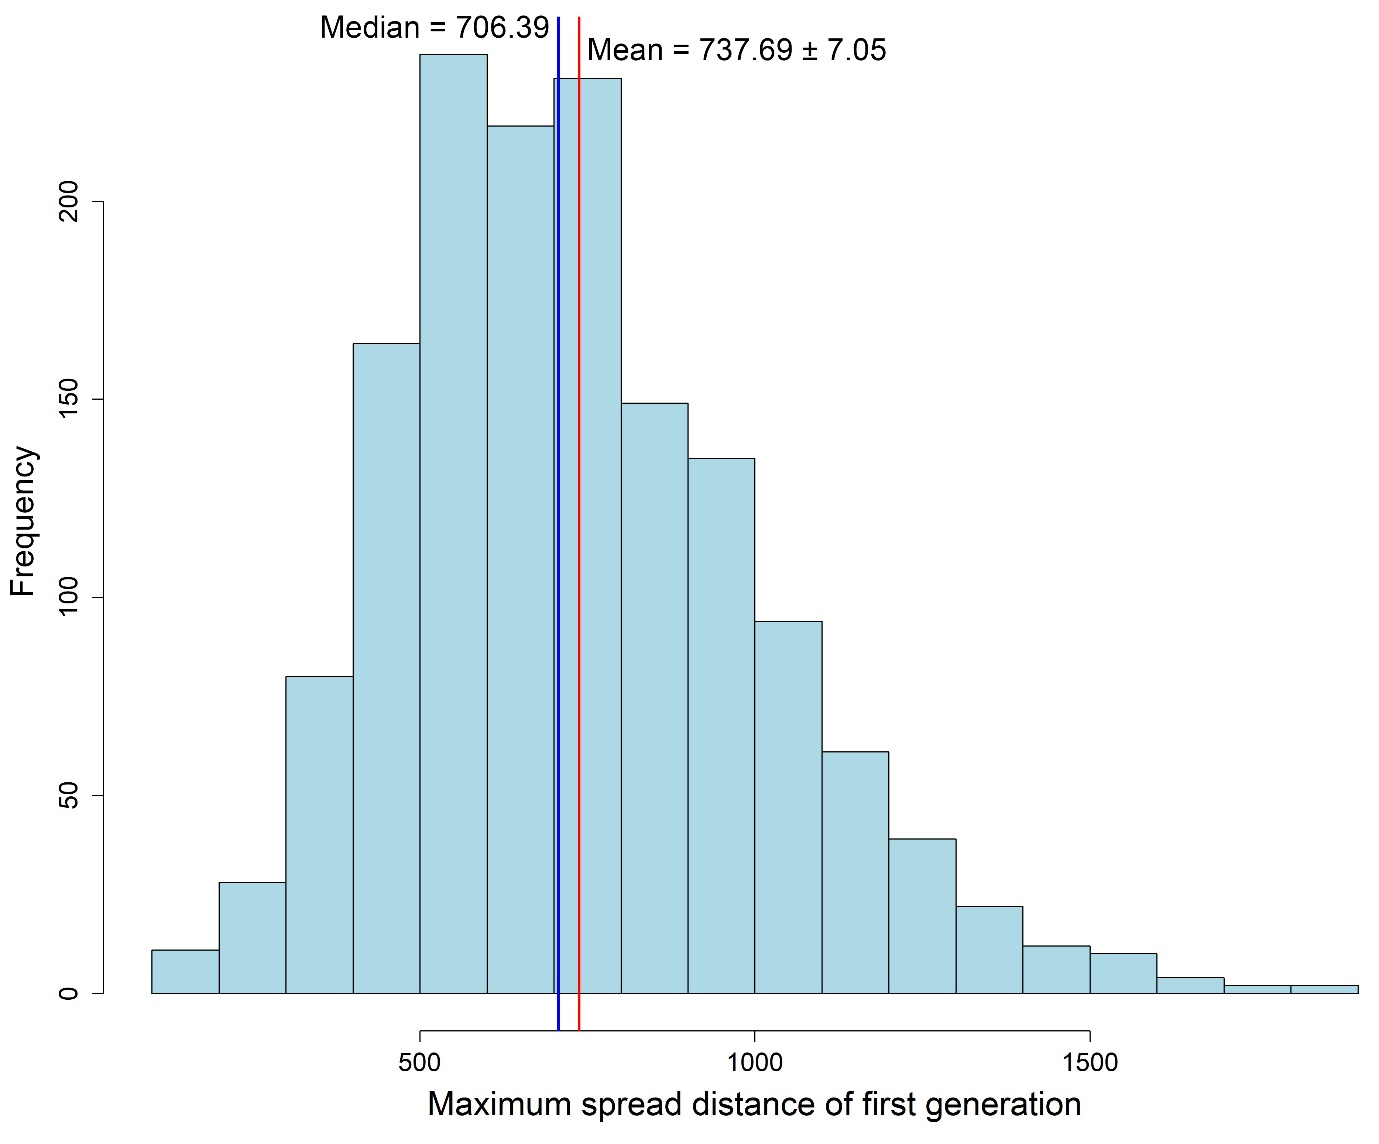 Median = 706.39
Mean = 737.69 ± 7.05
200
150
100
50
0
Frequency
500
1000
1500
Maximum spread distance of first generation